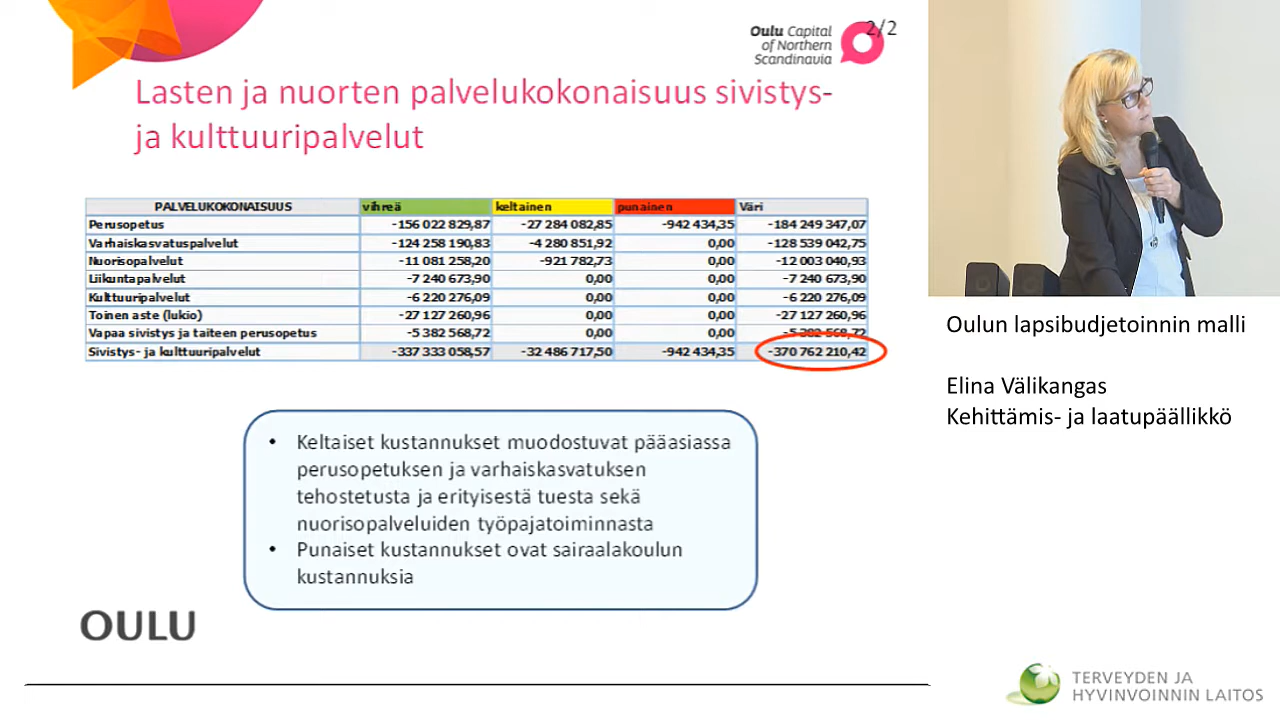 Oulu Capital
of Northern
Scandinavia
2/2
Lasten ja nuorten palvelukokonaisuus sivistys-
ja kulttuuripalvelut
PALVELUKOKONAISUUS vihreä keltainen punainen Väri
Perusopetus -156 022 829,87 -27 284 082,85 -942 434,35 -184 249 347,07
Varhaiskasvatuspalvelut -124 258 190,83 -4 280 851,92 0,00 -128 539 042,75
Nuorisopalvelut -11 081 258,20 -921 782,73 0,00 -12 003 040,93
Liikuntapalvelut -7 240 673,90 0,00 0,00 -7 240 673,90
Kulttuuripalvelut -6 220 276,09 0,00 0,00 -6 220 276,09
Toinen aste (lukio) -27 127 260,96 0,00 0,00 -27 127 260,96
Vapaa sivistys ja taiteen perusopetus -5 382 568,72 0,00 0,00 -5 382 568,72
Sivistys- ja kulttuuripalvelut -337 333 058,57 -32 486 717,50 -942 434,35 -370 762 210,42
• Keltaiset kustannukset muodostuvat pääasiassa
perusopetuksen ja varhaiskasvatuksen
tehostetusta ja erityisestä tuesta sekä
nuorisopalveluiden työpajatoiminnasta
• Punaiset kustannukset ovat sairaalakoulun
kustannuksia
OULU
Oulun lapsibudjetoinnin malli
Elina Välikangas
Kehittämis- ja laatupäällikkö
TERVEYDEN JA
HYVINVOINNIN LAITOS